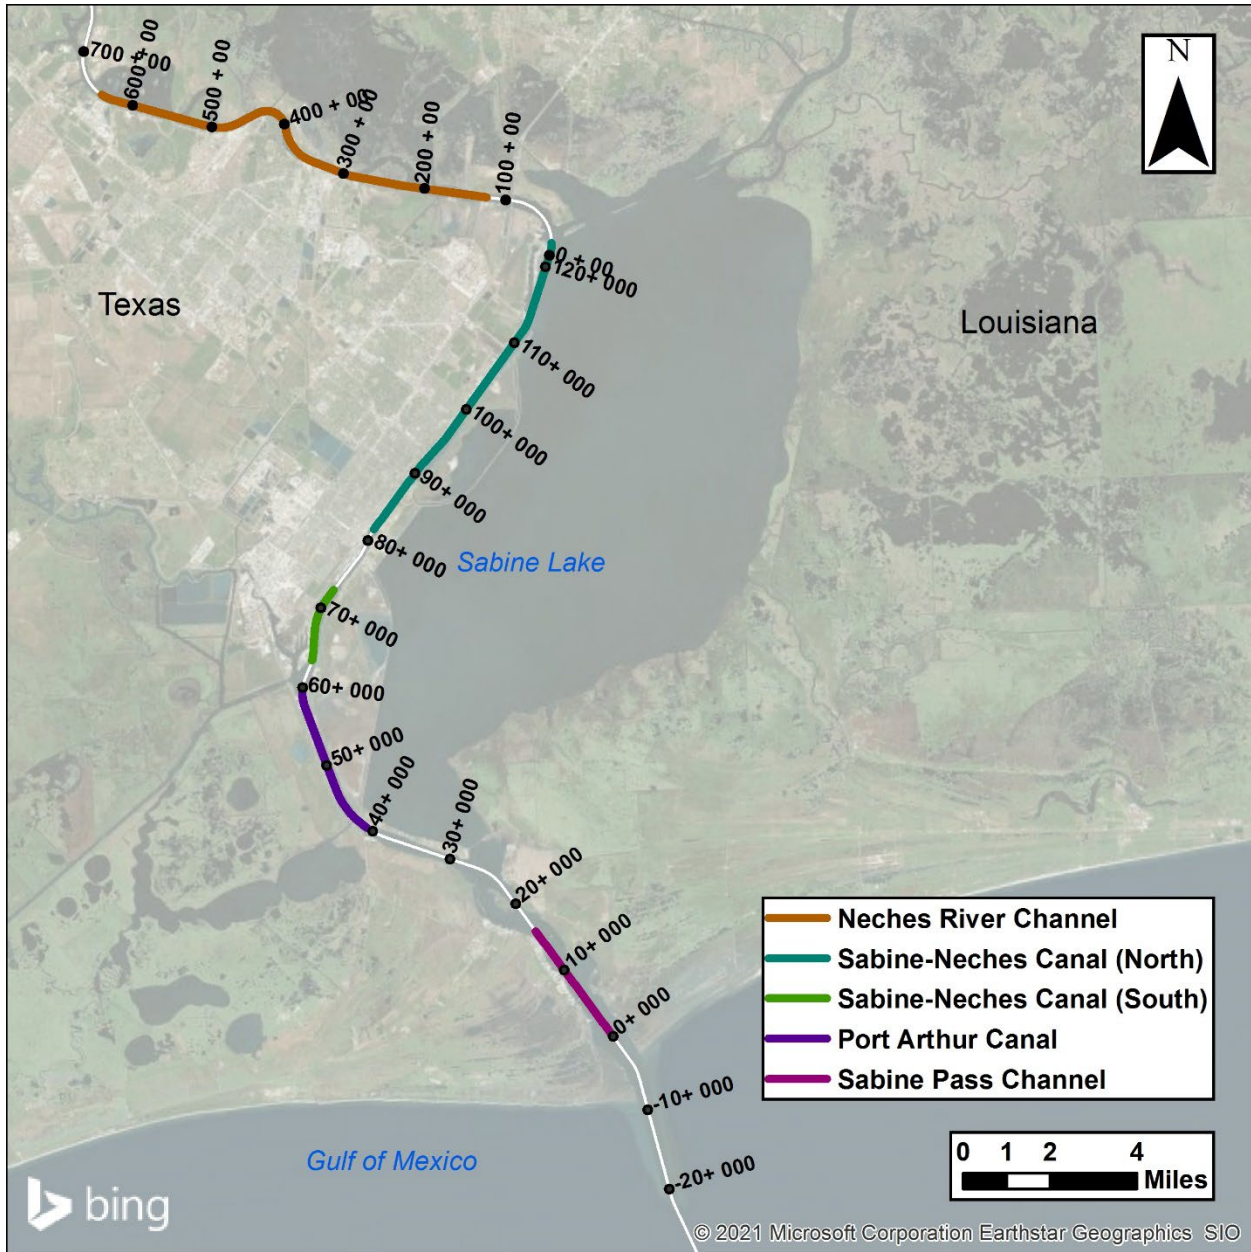 N
700 + 00
600 + 00
500 + 00
400 + 00
300 + 00
200 + 00
100 + 00
0 + 00
120+ 000
Texas
Louisiana
110+ 000
100+ 000
90+ 000
80+ 000
Sabine Lake
70+ 000
60+ 000
50+ 000
40+ 000
30+ 000
20+ 000
10+ 000
0+ 000
-10+ 000
-20+ 000
Neches River Channel
Sabine-Neches Canal (North)
Sabine-Neches Canal (South)
Port Arthur Canal
Sabine Pass Channel
Gulf of Mexico
0 1 2 4
Miles
bing
© 2021 Microsoft Corporation Earthstar Geographics SIO